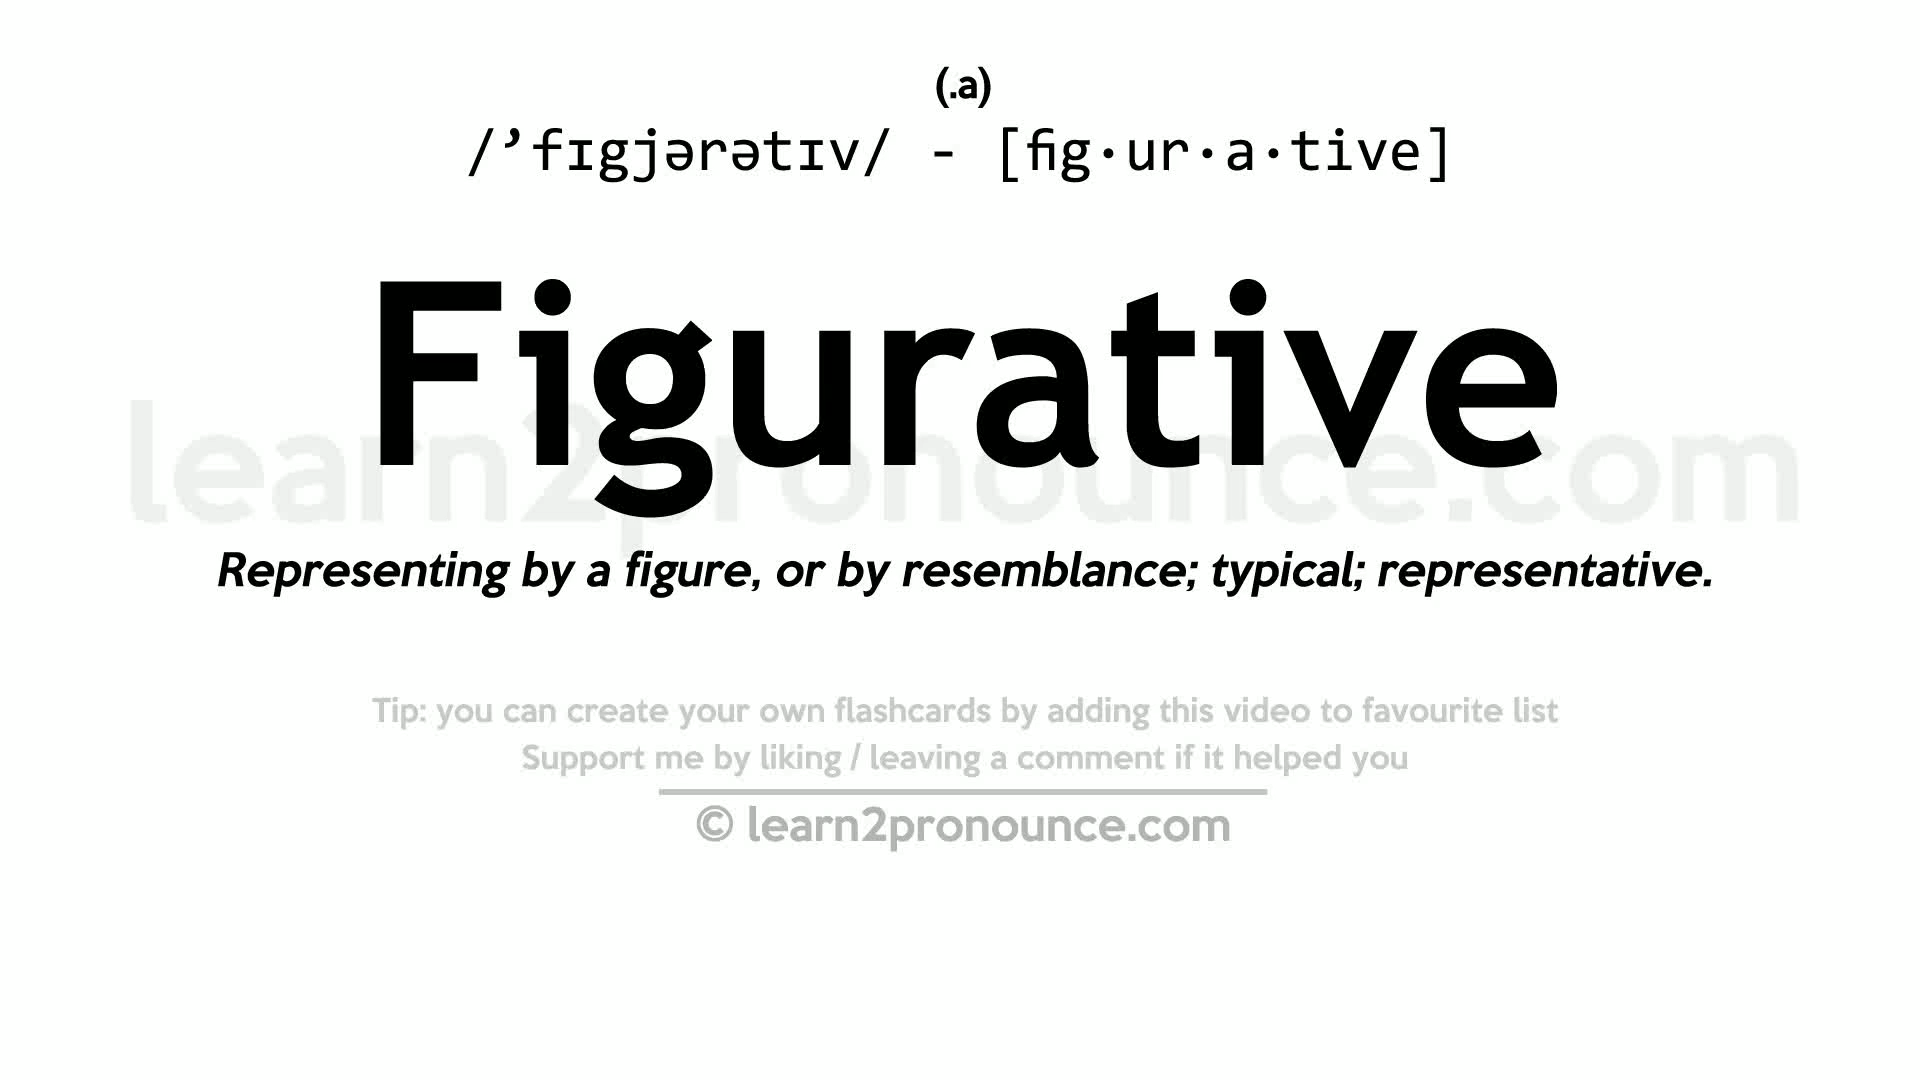 (.a)
/’fɪgjərətɪv/ - [fig·ur·a·tive]
Figurative
learn2pronounce.com
Representing by a figure, or by resemblance; typical; representative.
Tip: you can create your own flashcards by adding this video to favourite list
Support me by liking / leaving a comment if it helped you
© learn2pronounce.com